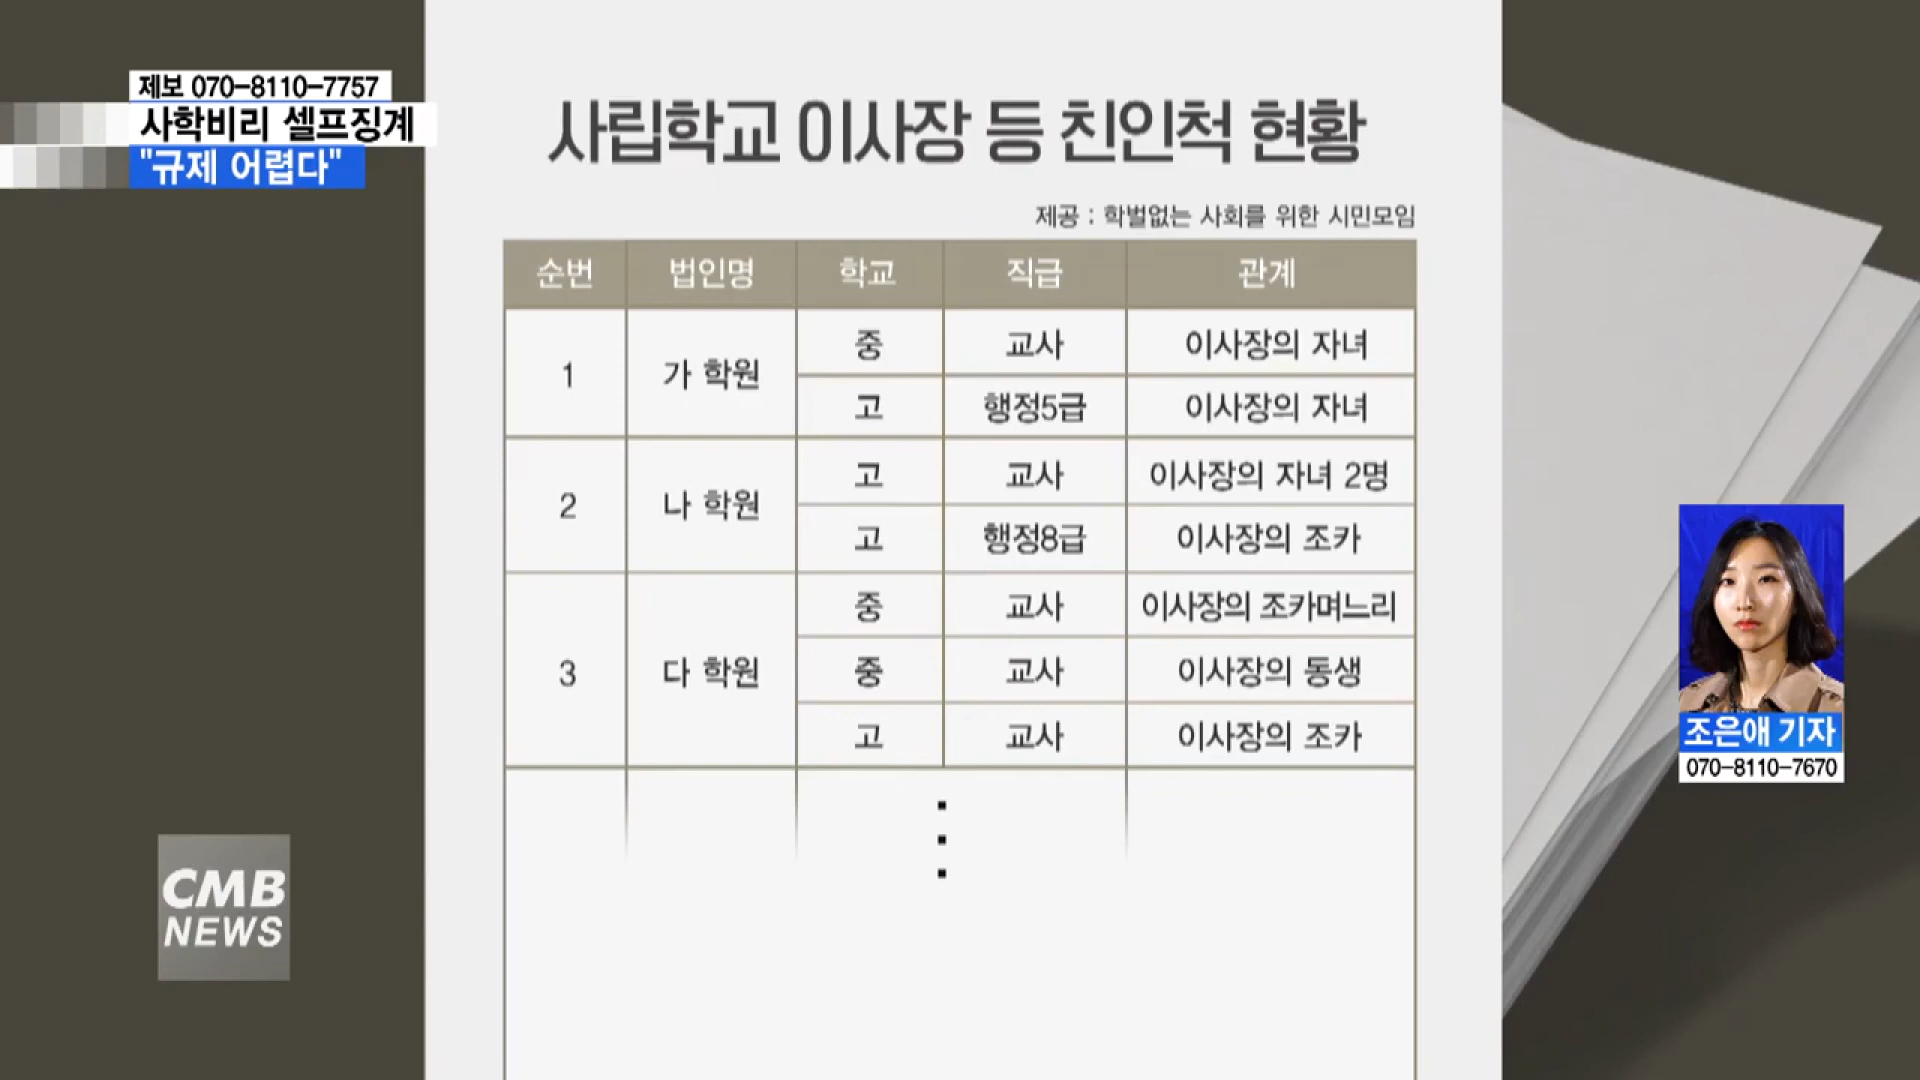 제보 070-8110-7757
사학비리 셀프징계
"규제 어렵다"
사립학교 이사장 등 친인척 현황
제공 : 학벌없는 사회를 위한 시민모임
순번 법인명 학교 직급 관계
1 가 학원 중 교사 이사장의 자녀
고 행정5급 이사장의 자녀
2 나 학원 고 교사 이사장의 자녀 2명
고 행정8급 이사장의 조카
3 다 학원 중 교사 이사장의 조카며느리
중 교사 이사장의 동생
고 교사 이사장의 조카
조은애 기자
070-8110-7670
CMB
NEWS